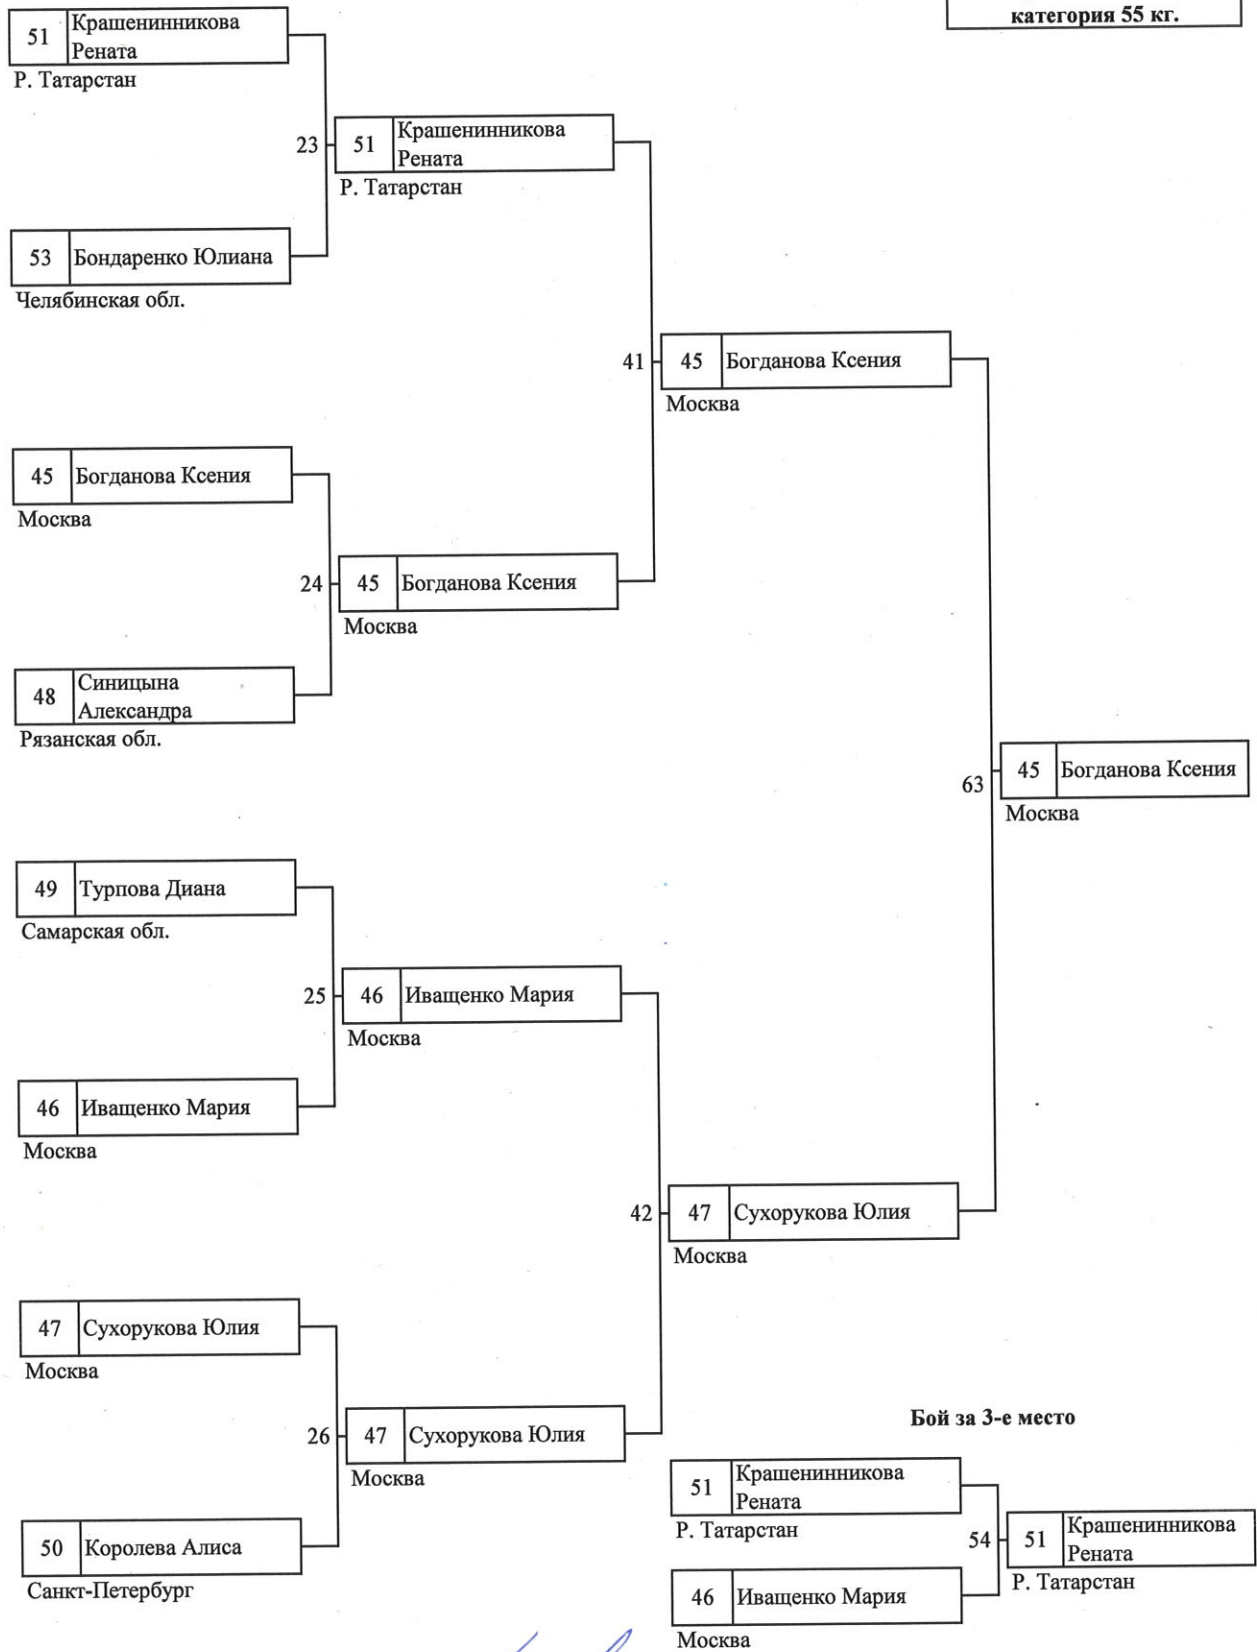 категория 55 кг.
51 Крашенинникова
Рената
Р. Татарстан
23
51 Крашенинникова
Рената
Р. Татарстан
53 Бондаренко Юлиана
Челябинская обл.
41
45 Богданова Ксения
Москва
45 Богданова Ксения
Москва
24
45 Богданова Ксения
Москва
48 Синицына
Александра
Рязанская обл.
63
45 Богданова Ксения
Москва
49 Турпова Диана
Самарская обл.
25
46 Иващенко Мария
Москва
46 Иващенко Мария
Москва
42
47 Сухорукова Юлия
Москва
47 Сухорукова Юлия
Москва
26
47 Сухорукова Юлия
Москва
50 Королева Алиса
Санкт-Петербург
Бой за 3-е место
51 Крашенинникова
Рената
Р. Татарстан
54
51 Крашенинникова
Рената
Р. Татарстан
46 Иващенко Мария
Москва